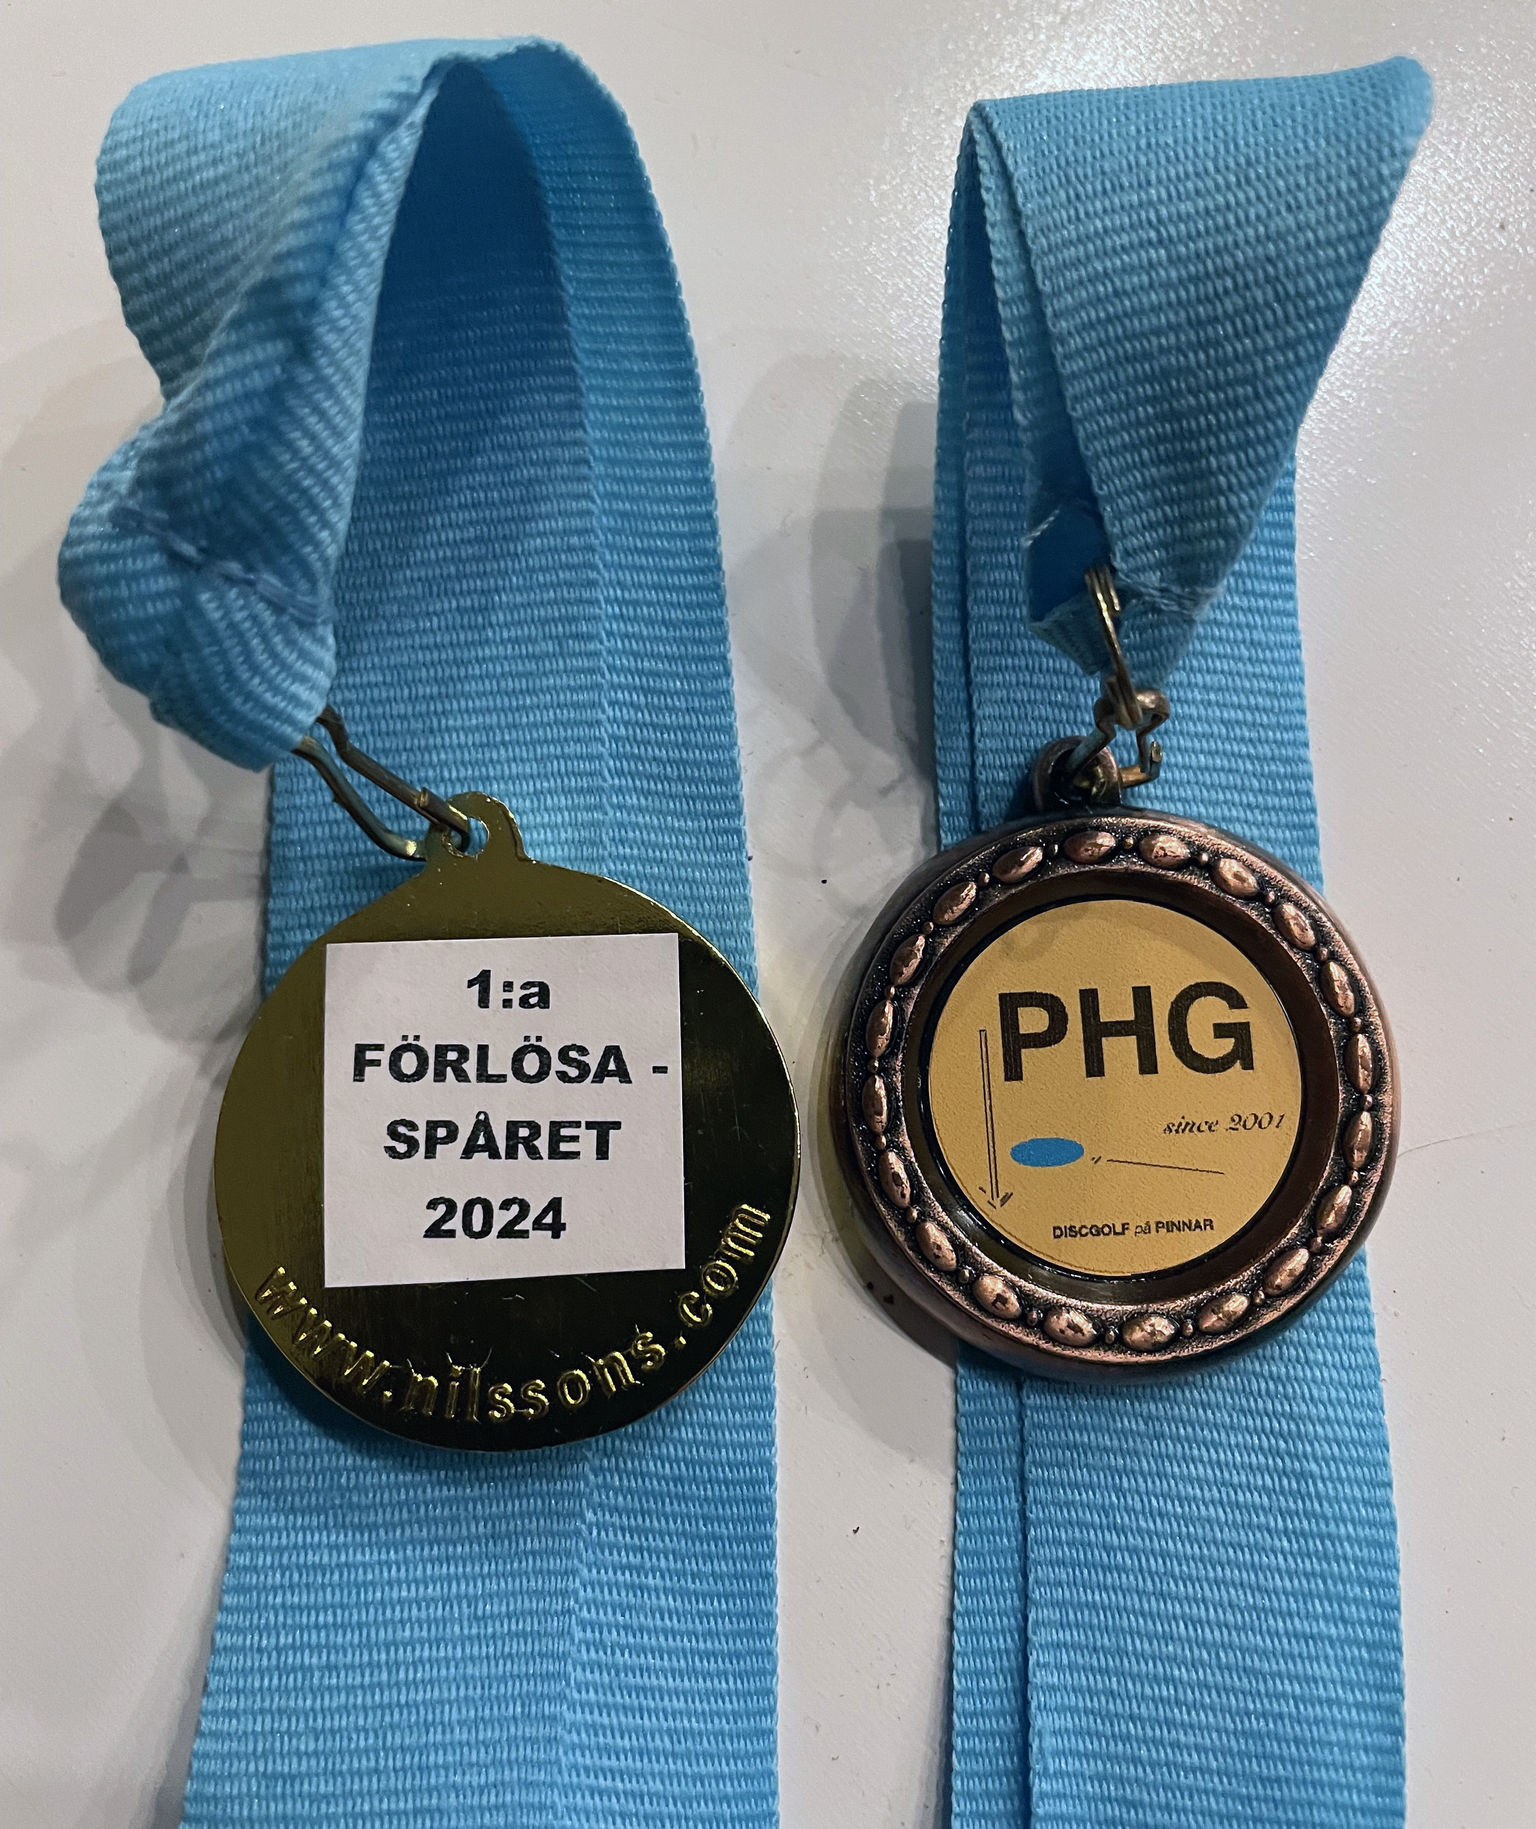 1:a
FÖRLÖSA -
SPÅRET
2024
www.nilssons.com
PHG
since 2001
DISCGOLF på PINNAR